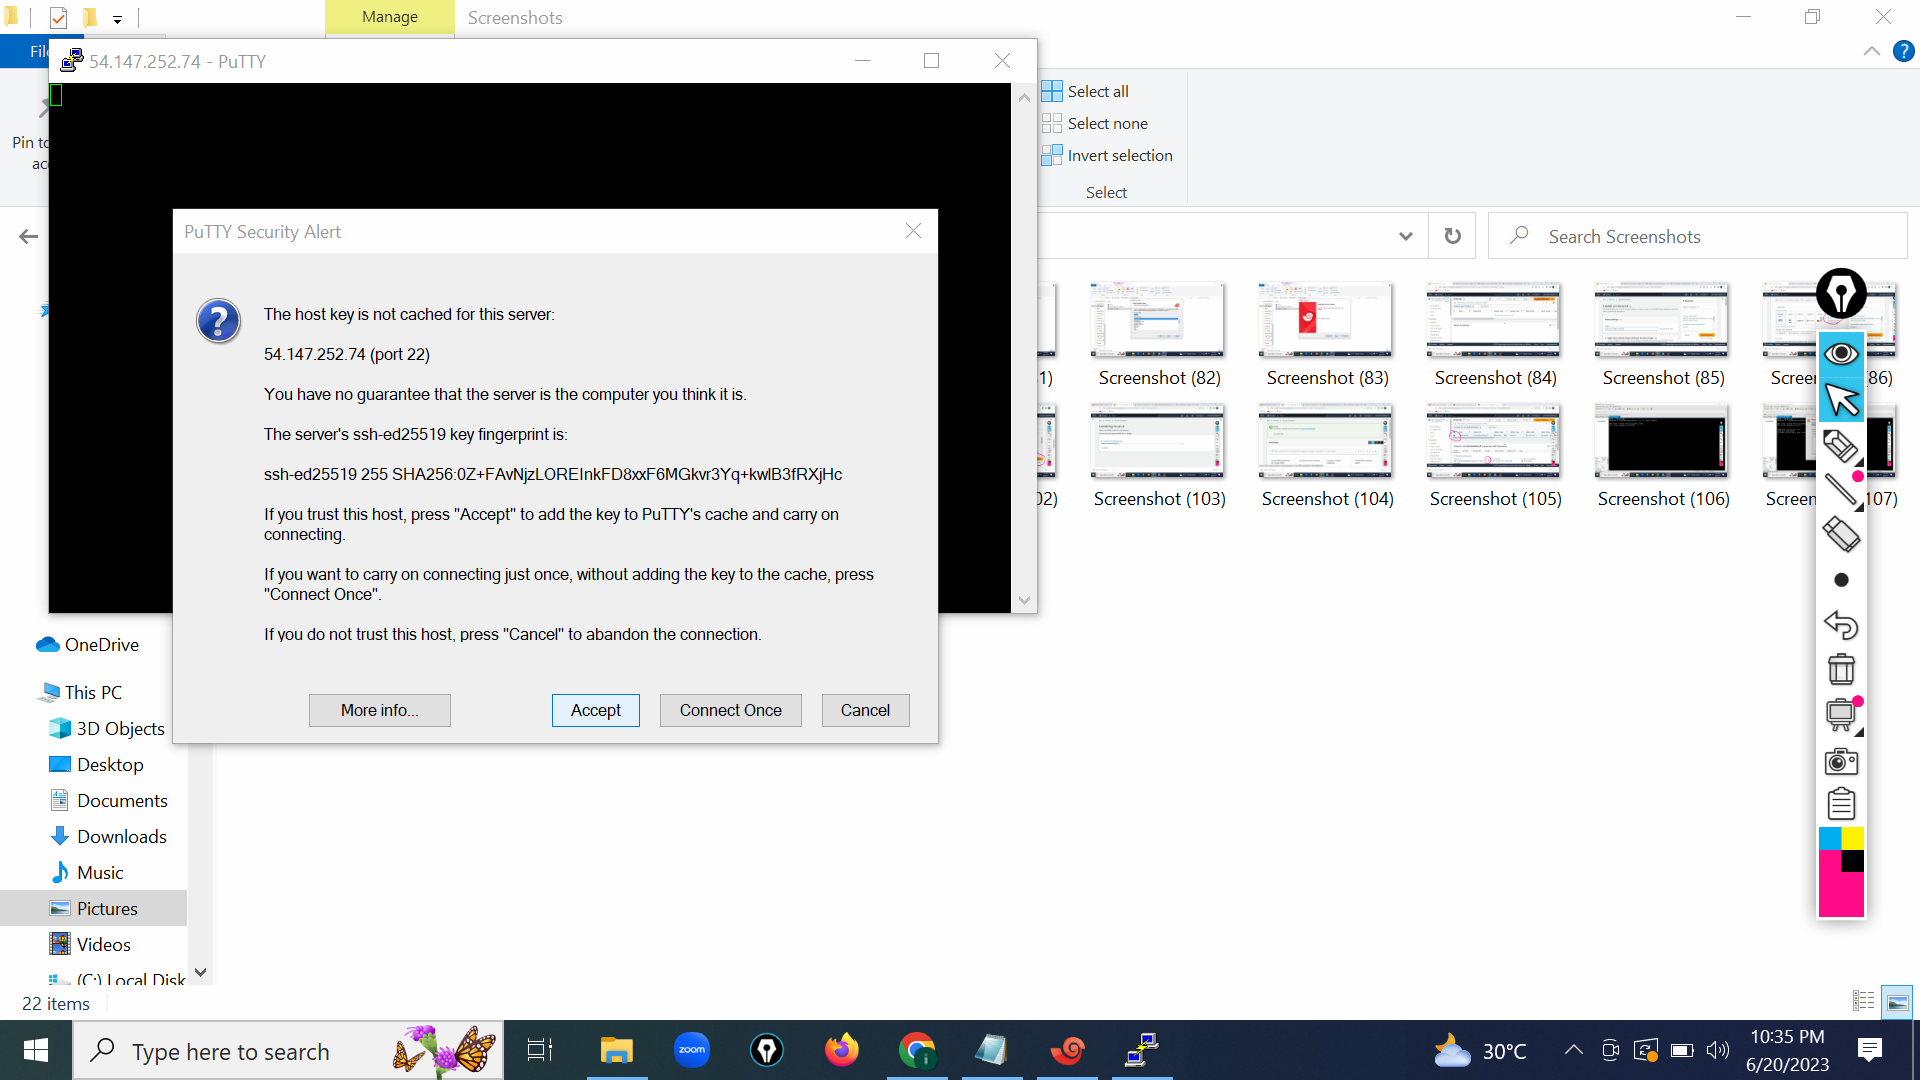 Manage
Screenshots
54.147.252.74 - PuTTY
Select all
Select none
Invert selection
Select
Search Screenshots
PuTTY Security Alert
The host key is not cached for this server:
54.147.252.74 (port 22)
You have no guarantee that the server is the computer you think it is.
The server's ssh-ed25519 key fingerprint is:
ssh-ed25519 255 SHA256:0Z+FAvNjzLOREInkFD8xxF6MGkvr3Yq+kwIB3fRXjHc
If you trust this host, press "Accept" to add the key to PuTTY's cache and carry on
connecting.
If you want to carry on connecting just once, without adding the key to the cache, press
"Connect Once".
If you do not trust this host, press "Cancel" to abandon the connection.
More info...
Accept
Connect Once
Cancel
Screenshot (82)
Screenshot (83)
Screenshot (84)
Screenshot (85)
86)
Screenshot (103)
Screenshot (104)
Screenshot (105)
Screenshot (106)
107)
OneDrive
This PC
3D Objects
Desktop
Documents
Downloads
Music
Pictures
Videos
(C:) Local Disk
22 items
Type here to search
zoom
30°C
10:35 PM
6/20/2023